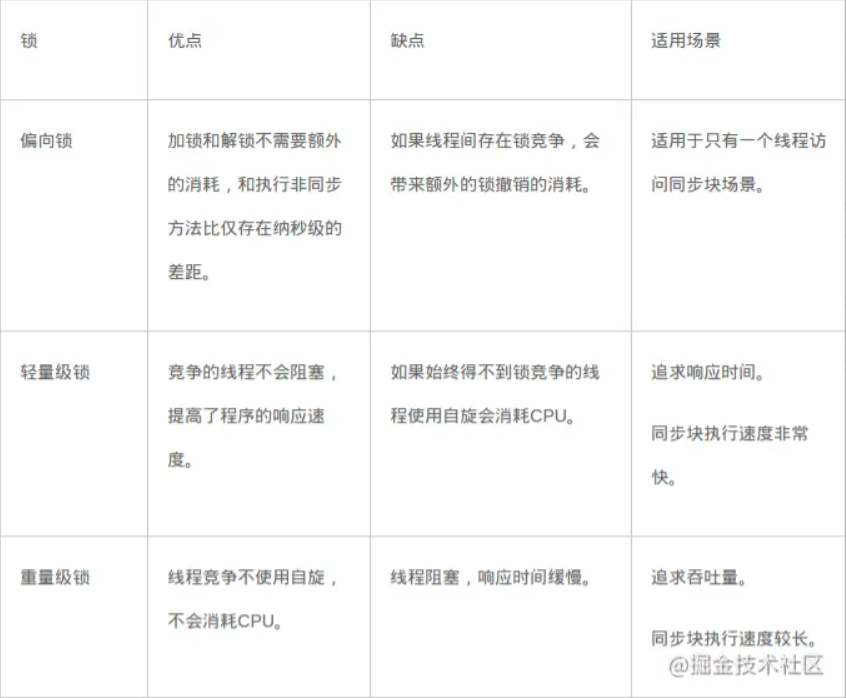 锁
优点
缺点
适用场景
偏向锁
加锁和解锁不需要额外
的消耗，和执行非同步
方法比仅存在纳秒级的
差距。
如果线程间存在锁竞争，会
带来额外的锁撤销的消耗。
适用于只有一个线程访
问同步块场景。
轻量级锁
竞争的线程不会阻塞，
提高了程序的响应速
度。
如果始终得不到锁竞争的线
程使用自旋会消耗CPU。
追求响应时间。
同步块执行速度非常
快。
重量级锁
线程竞争不使用自旋，
不会消耗CPU。
线程阻塞，响应时间缓慢。
追求吞吐量。
同步块执行速度较长。
@掘金技术社区